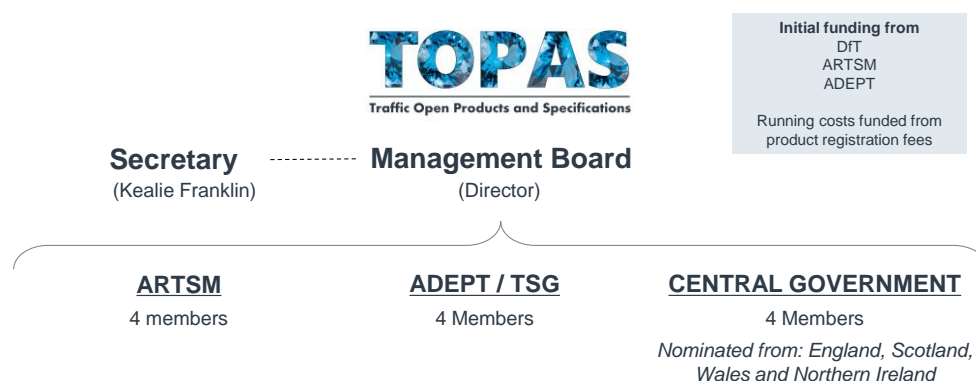 TOPAS
Traffic Open Products and Specifications
Initial funding from
DfT
ARTSM
ADEPT
Running costs funded from
product registration fees
Secretary
(Kealie Franklin)
Management Board
(Director)
ARTSM
4 members
ADEPT / TSG
4 Members
CENTRAL GOVERNMENT
4 Members
Nominated from: England, Scotland,
Wales and Northern Ireland